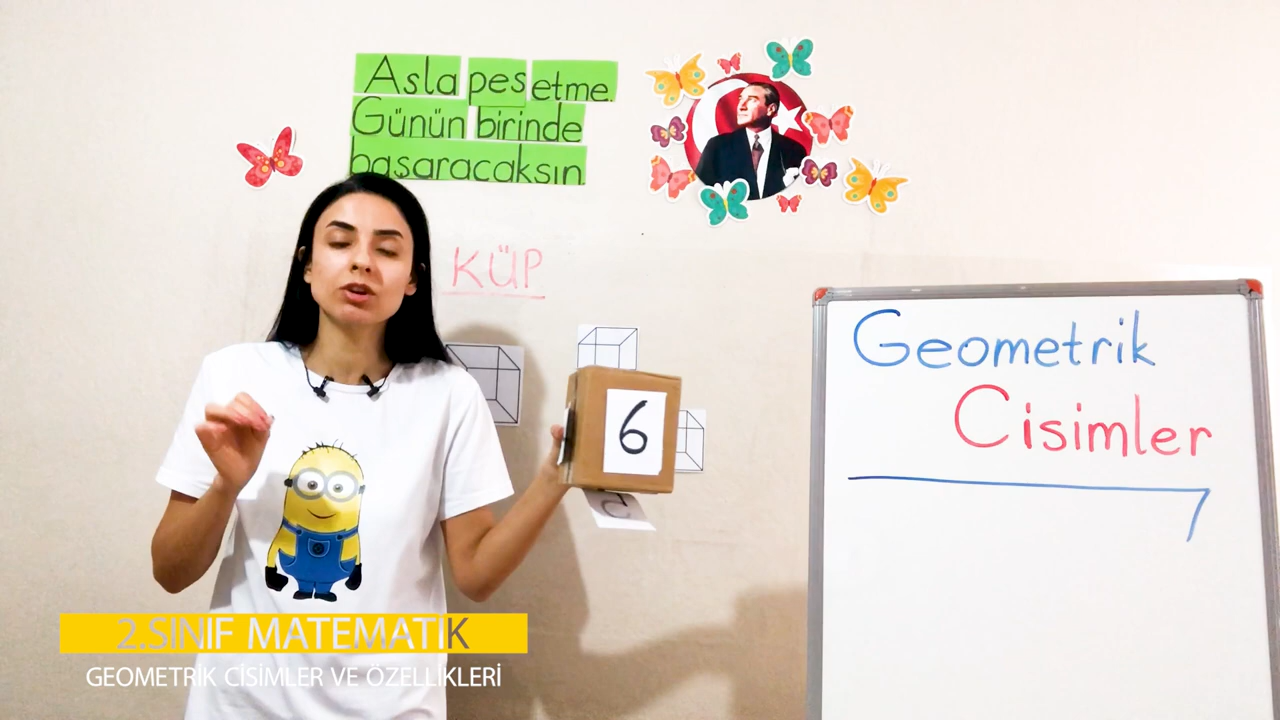 Asla pes etme.
Günün birinde
başaracaksın
KÜP
6
5
Geometrik
Cisimler
2.SINIF MATEMATİK
GEOMETRİK CİSİMLER VE ÖZELLİKLERİ